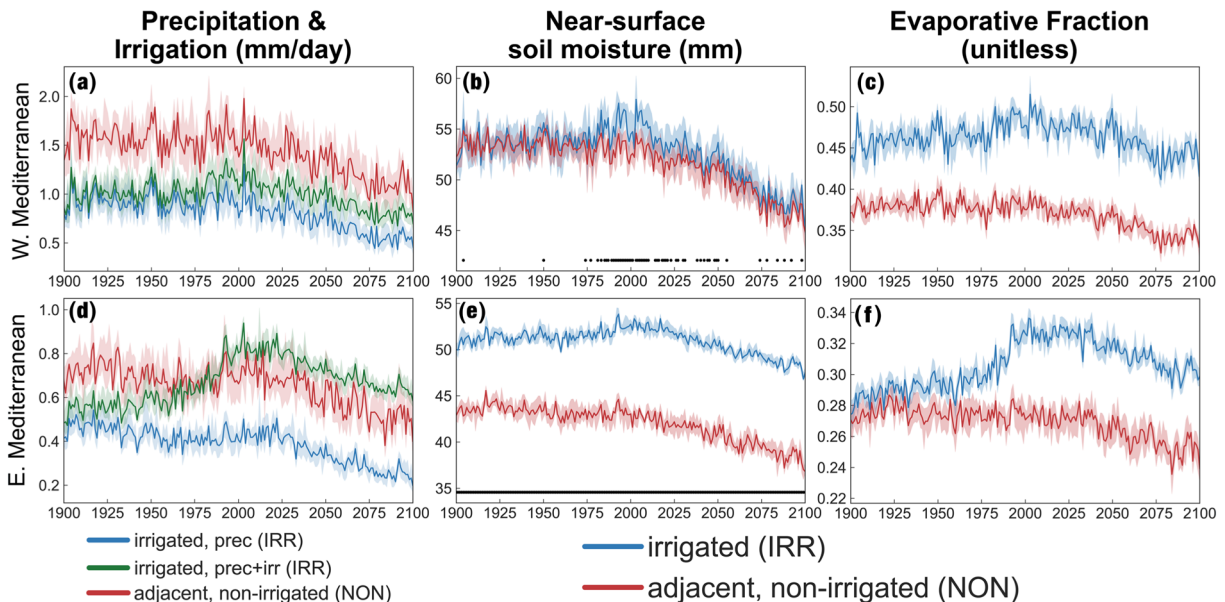 Precipitation &
Irrigation (mm/day)
Near-surface
soil moisture (mm)
Evaporative Fraction
(unitless)
W. Mediterranean
(a)
2.0
1.5
1.0
0.5
1900 1925 1950 1975 2000 2025 2050 2075 2100
(b)
60
55
50
45
1900 1925 1950 1975 2000 2025 2050 2075 2100
(c)
0.50
0.45
0.40
0.35
1900 1925 1950 1975 2000 2025 2050 2075 2100
E. Mediterranean
(d)
1.0
0.8
0.6
0.4
0.2
1900 1925 1950 1975 2000 2025 2050 2075 2100
(e)
55
50
45
40
35
1900 1925 1950 1975 2000 2025 2050 2075 2100
(f)
0.34
0.32
0.30
0.28
0.26
0.24
0.22
1900 1925 1950 1975 2000 2025 2050 2075 2100
irrigated, prec (IRR)
irrigated, prec+irr (IRR)
adjacent, non-irrigated (NON)
irrigated (IRR)
adjacent, non-irrigated (NON)